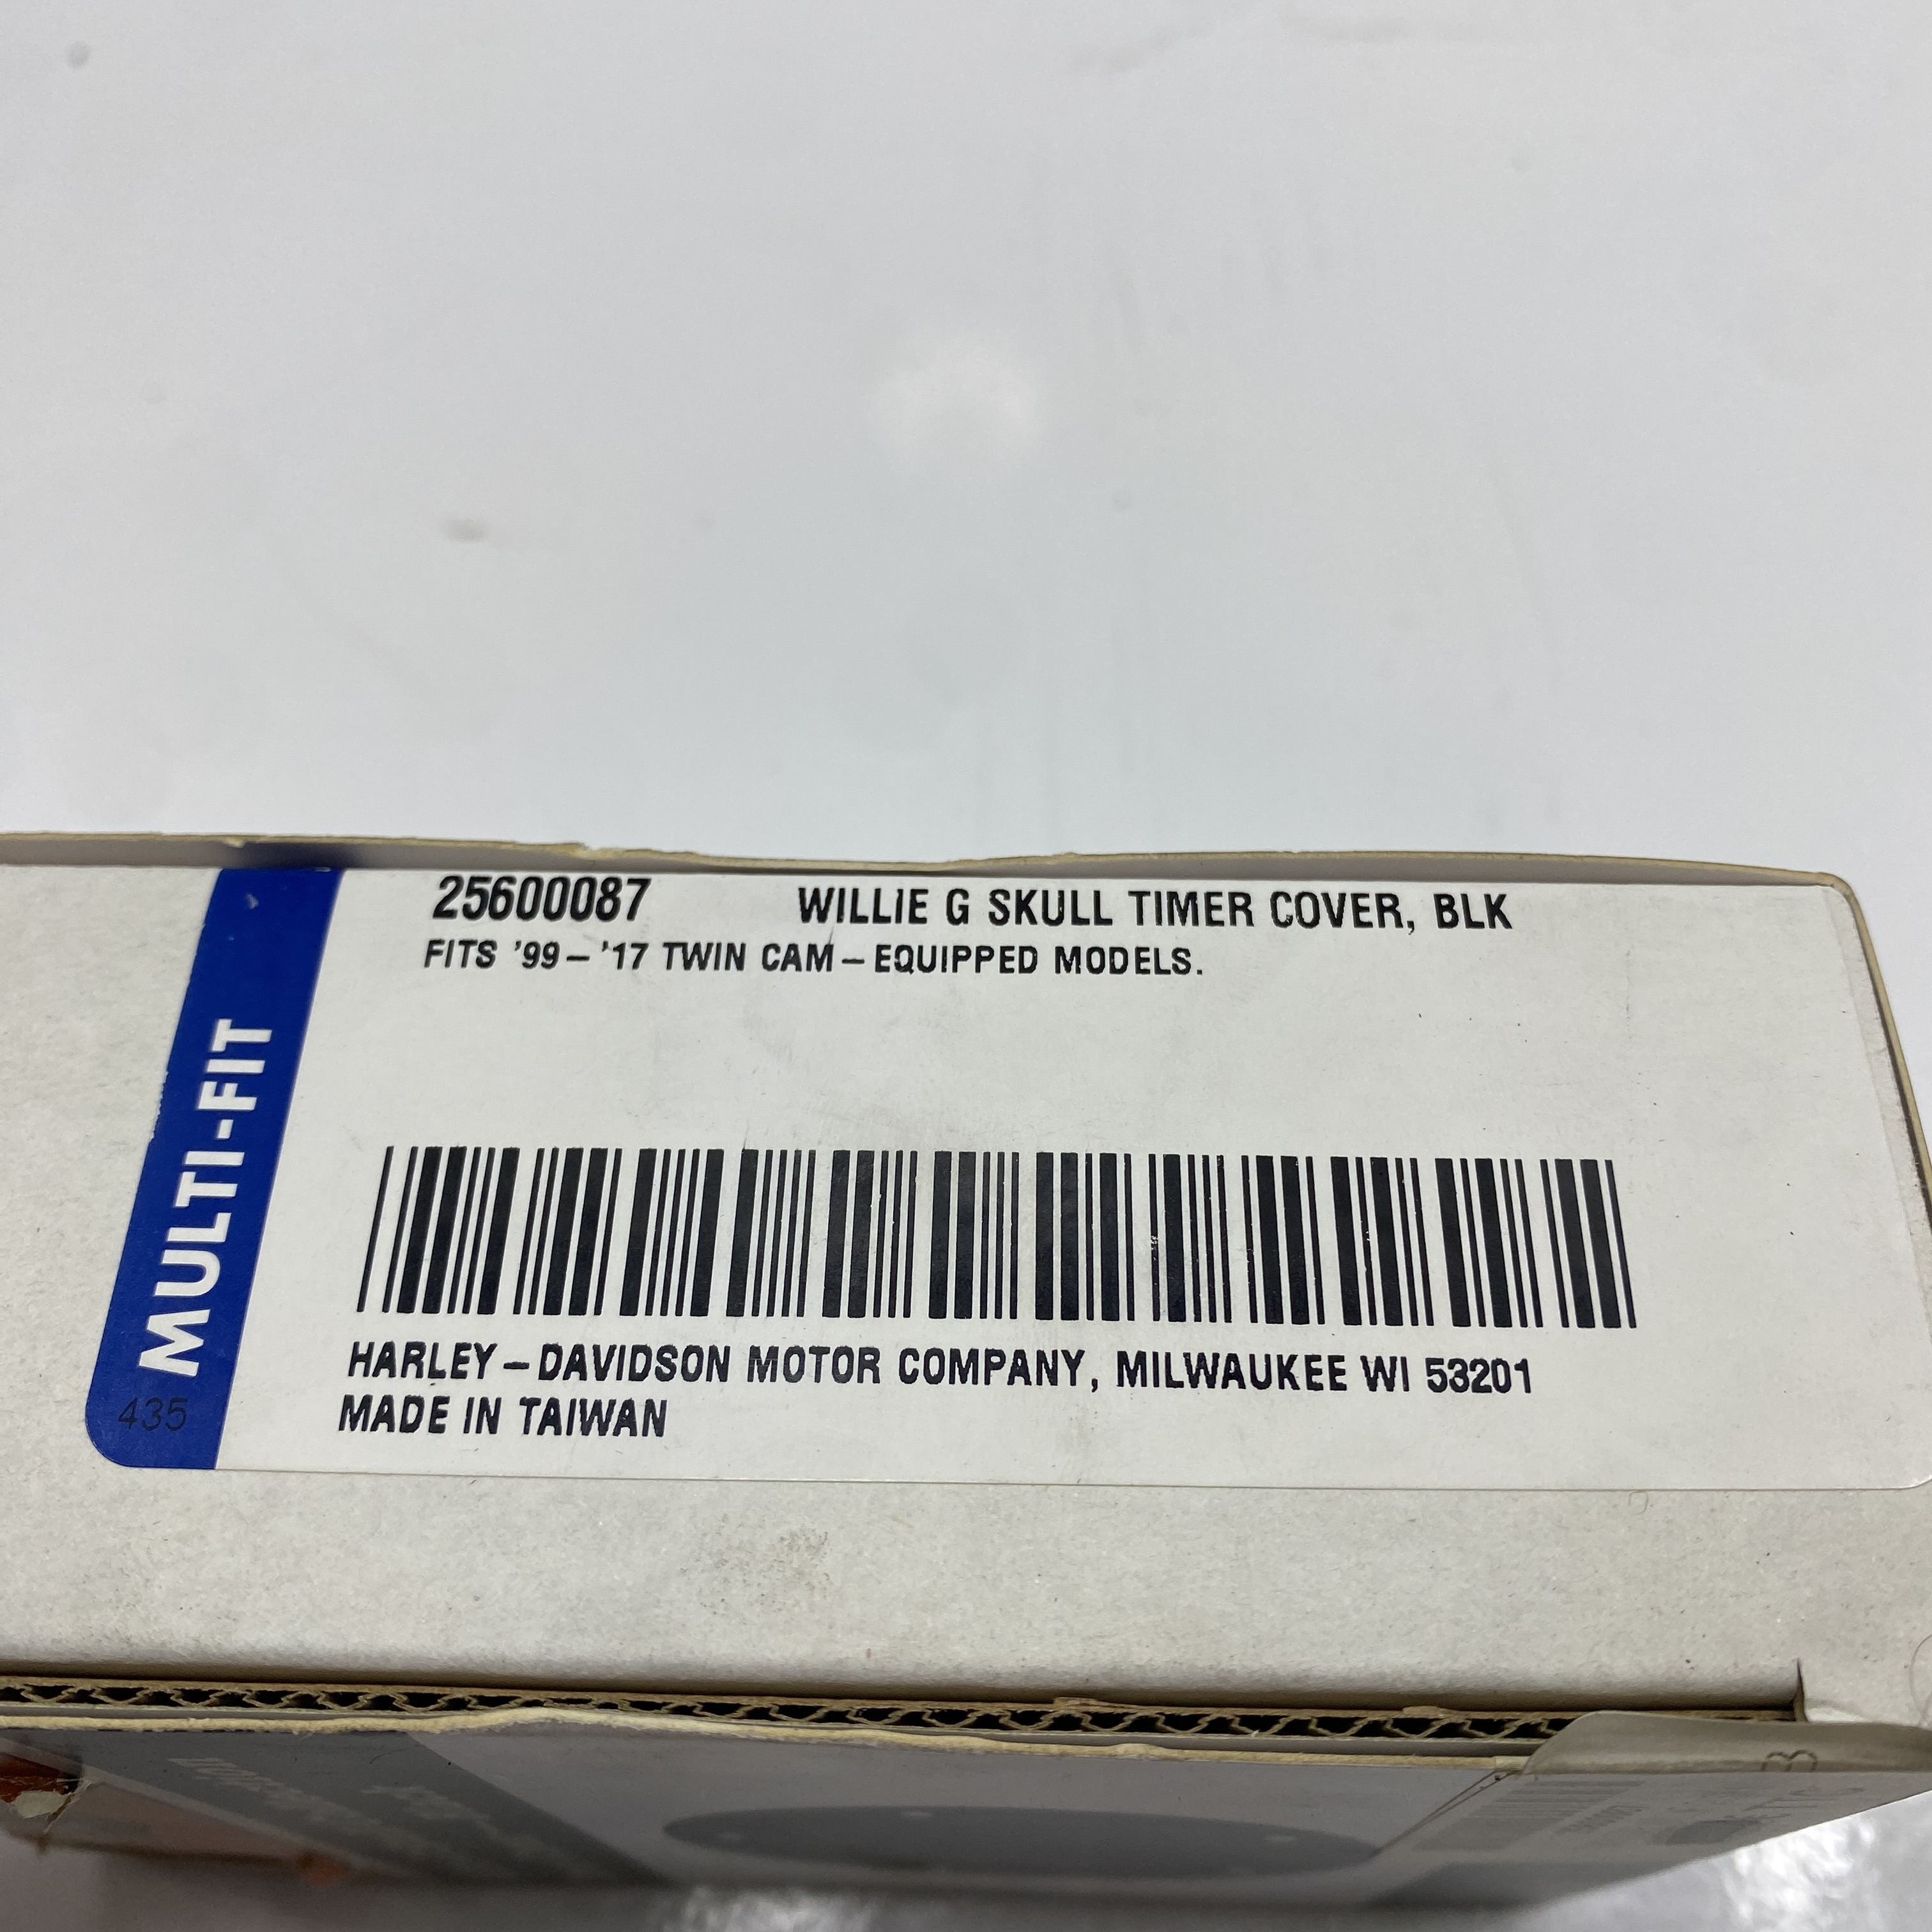 25600087 WILLIE G SKULL TIMER COVER, BLK
FITS '99-'17 TWIN CAM-EQUIPPED MODELS.
MULTI-FIT
435
HARLEY-DAVIDSON MOTOR COMPANY, MILWAUKEE WI 53201
MADE IN TAIWAN